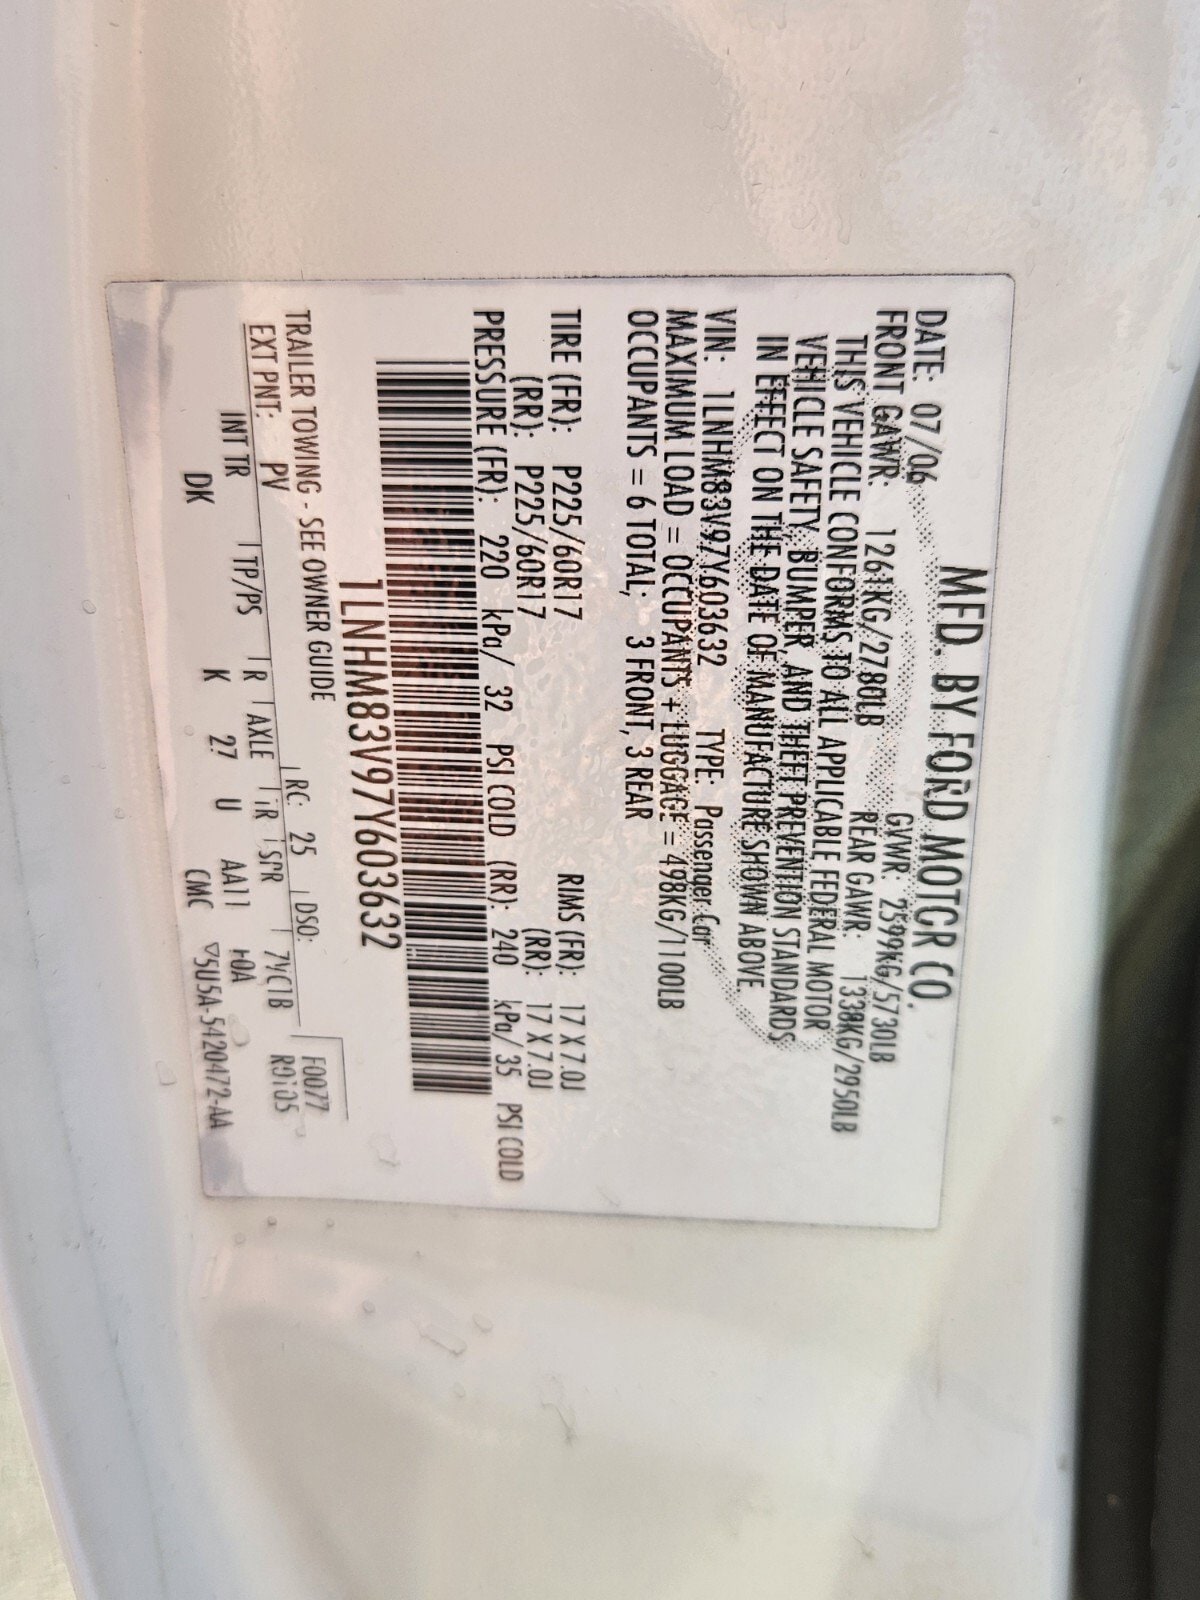 MFD. BY FORD MOTOR CO.
DATE: 07/06 GVWR: 2599KG/5730LB
FRONT GAWR: 1261KG/2780LB REAR GAWR: 1338KG/2950LB
THIS VEHICLE CONFORMS TO ALL APPLICABLE FEDERAL MOTOR
VEHICLE SAFETY, BUMPER, AND THEFT PREVENTION STANDARDS
IN EFFECT ON THE DATE OF MANUFACTURE SHOWN ABOVE.
VIN: 1LNHM83V97Y603632 TYPE: Passenger Car
MAXIMUM LOAD = OCCUPANTS + LUGGAGE = 498KG/1100LB
OCCUPANTS = 6 TOTAL; 3 FRONT, 3 REAR
TIRE (FR): P225/60R17 RIMS (FR): 17 X 7.0J
(RR): P225/60R17 (RR): 17 X 7.0J
PRESSURE (FR): 220 kPa/ 32 PSI COLD (RR): 240 kPa/ 35 PSI COLD
1LNHM83V97Y603632
TRAILER TOWING - SEE OWNER GUIDE
F0077
EXT PNT: PV RC: 25 DSO:
INT TR TP/PS R AXLE TR SPR
DK K 27 U AA11
CMC 5U5A-5420472-AA